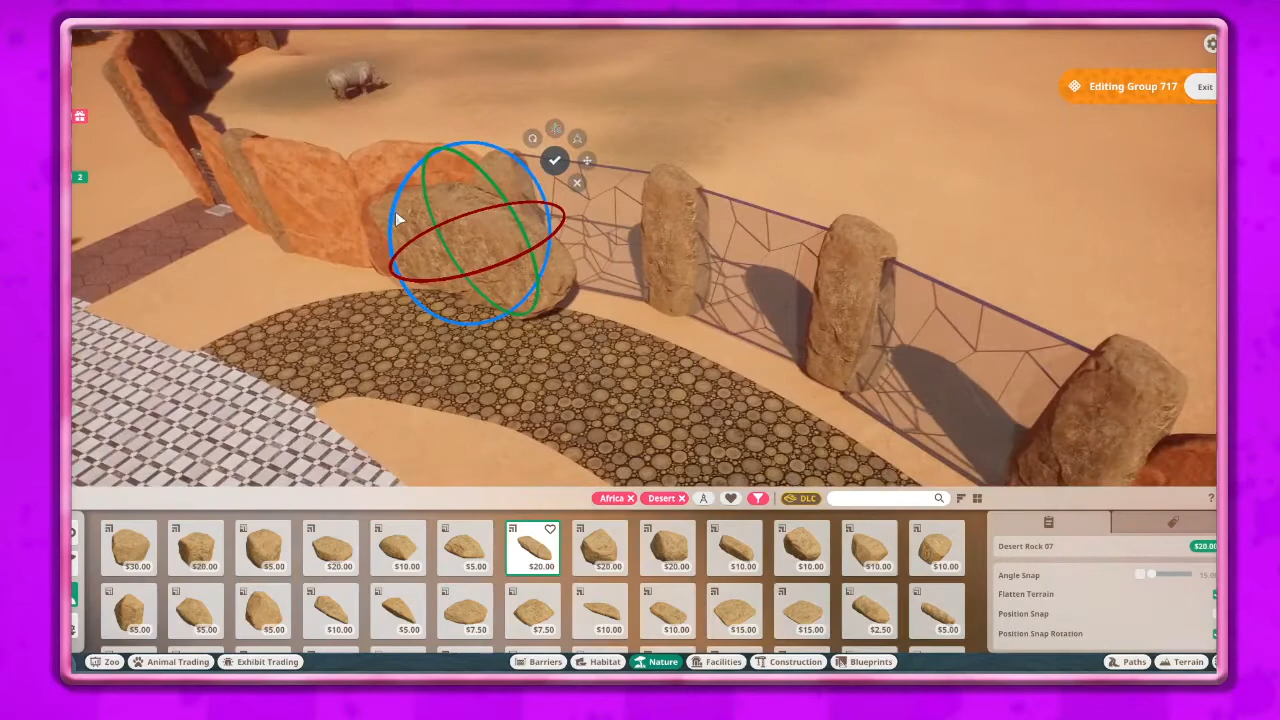 Editing Group 717
Exit
2
Africa ×
Desert ×
DLC
?
$30.00
$20.00
$5.00
$20.00
$10.00
$5.00
$20.00
$20.00
$20.00
$10.00
$10.00
$10.00
$10.00
$5.00
$5.00
$5.00
$10.00
$5.00
$7.50
$7.50
$10.00
$10.00
$15.00
$15.00
$2.50
$5.00
Desert Rock 07
$20.00
Angle Snap
Flatten Terrain
Position Snap
Position Snap Rotation
Zoo
Animal Trading
Exhibit Trading
Barriers
Habitat
Nature
Facilities
Construction
Blueprints
Paths
Terrain